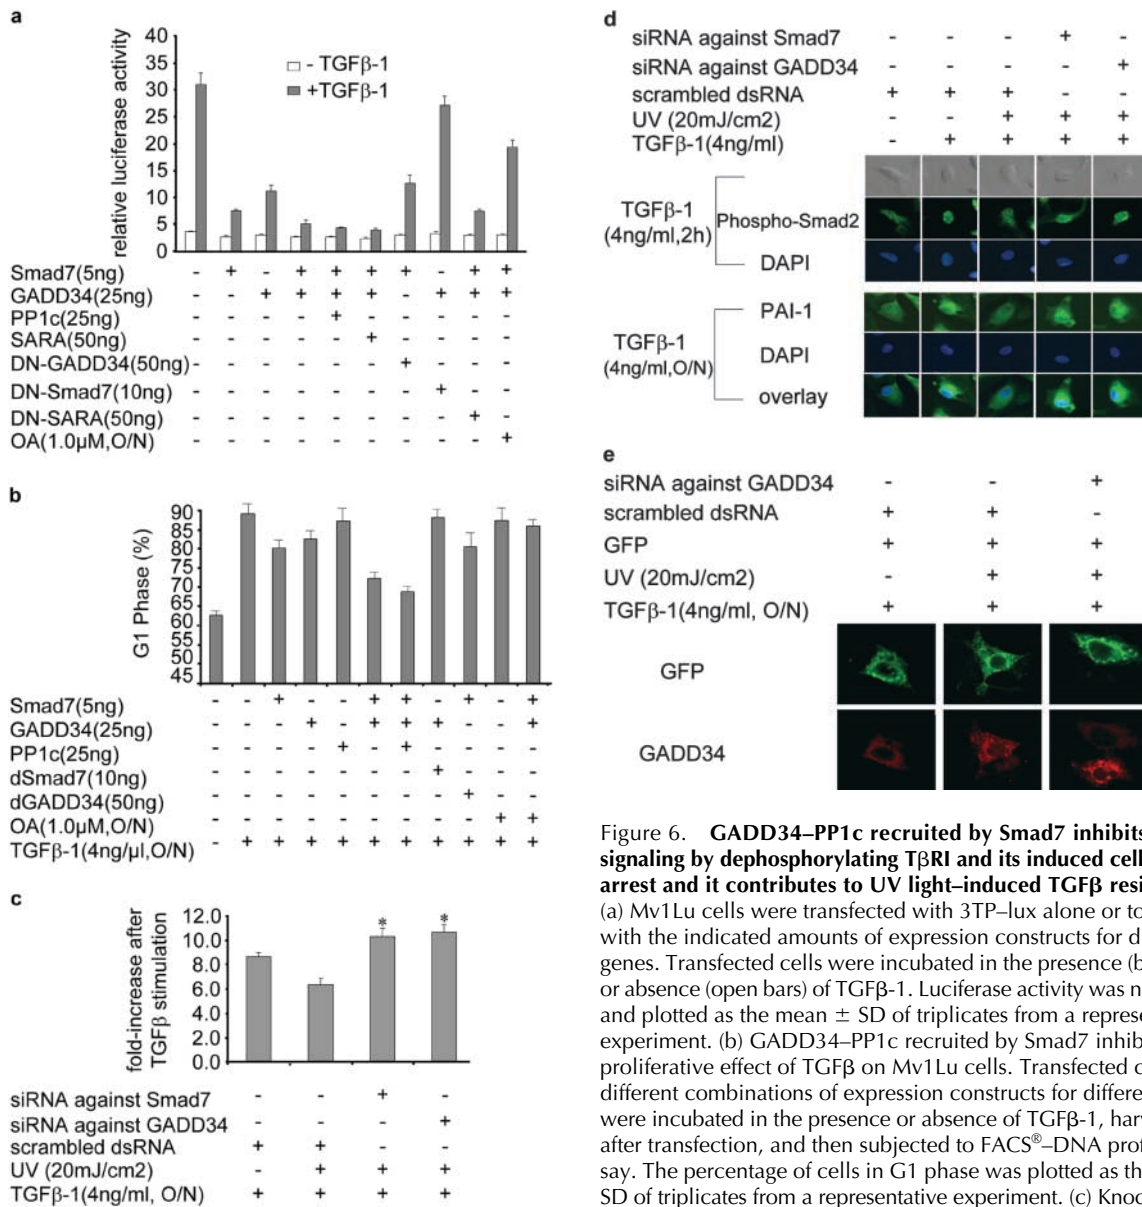 a
relative luciferase activity
40
35
30
25
20
15
10
5
0
- TGFβ-1
+TGFβ-1
Smad7(5ng) - + - + + + + - + +
GADD34(25ng) - - + + + + - + + +
PP1c(25ng) - - - - + - - - - -
SARA(50ng) - - - - - + - - - -
DN-GADD34(50ng) - - - - - - + - - -
DN-Smad7(10ng) - - - - - - - + - -
DN-SARA(50ng) - - - - - - - - + -
OA(1.0µM,O/N) - - - - - - - - - +
b
G1 Phase (%)
90
85
80
75
70
65
60
55
50
45
Smad7(5ng) - - + - - + + - + - +
GADD34(25ng) - - - + - + + + - - +
PP1c(25ng) - - - - + - + - - - -
dSmad7(10ng) - - - - - - - + - - -
dGADD34(50ng) - - - - - - - - + - -
OA(1.0µM,O/N) - - - - - - - - - + +
TGFβ-1(4ng/µl,O/N) - + + + + + + + + + +
c
fold-increase after
TGFβ stimulation
12.0
10.0
8.0
6.0
4.0
2.0
0.0
* *
siRNA against Smad7 - - + -
siRNA against GADD34 - - - +
scrambled dsRNA + + - -
UV (20mJ/cm2) - + + +
TGFβ-1(4ng/ml, O/N) + + + +
d
siRNA against Smad7 - - - + -
siRNA against GADD34 - - - - +
scrambled dsRNA + + + - -
UV (20mJ/cm2) - - + + +
TGFβ-1(4ng/ml) - + + + +
TGFβ-1
(4ng/ml,2h)
Phospho-Smad2
DAPI
TGFβ-1
(4ng/ml,O/N)
PAI-1
DAPI
overlay
e
siRNA against GADD34 - - +
scrambled dsRNA + + -
GFP + + +
UV (20mJ/cm2) - + +
TGFβ-1(4ng/ml, O/N) + + +
GFP
GADD34
Figure 6. GADD34–PP1c recruited by Smad7 inhibits
signaling by dephosphorylating TβRI and its induced cell
arrest and it contributes to UV light–induced TGFβ resi
(a) Mv1Lu cells were transfected with 3TP–lux alone or to
with the indicated amounts of expression constructs for d
genes. Transfected cells were incubated in the presence (b
or absence (open bars) of TGFβ-1. Luciferase activity was n
and plotted as the mean ± SD of triplicates from a represe
experiment. (b) GADD34–PP1c recruited by Smad7 inhib
proliferative effect of TGFβ on Mv1Lu cells. Transfected c
different combinations of expression constructs for differe
were incubated in the presence or absence of TGFβ-1, harv
after transfection, and then subjected to FACS®–DNA prof
say. The percentage of cells in G1 phase was plotted as th
SD of triplicates from a representative experiment. (c) Knoc